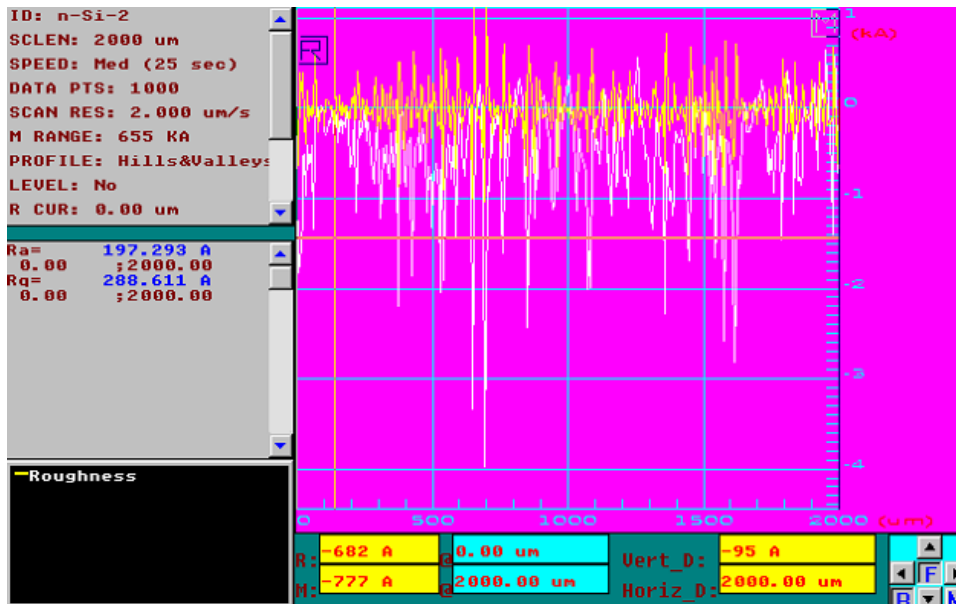 ID: n-Si-2
SCLEN: 2000 um
SPEED: Med (25 sec)
DATA PTS: 1000
SCAN RES: 2.000 um/s
M RANGE: 655 KA
PROFILE: Hills&Valleys
LEVEL: No
R CUR: 0.00 um
Ra= 197.293 A
0.00 ;2000.00
Rq= 288.611 A
0.00 ;2000.00
Roughness
R
M
1
(kA)
0
-1
-2
-3
-4
0 500 1000 1500 2000 (um)
R: -682 A @ 0.00 um Vert_D: -95 A
M: -777 A @ 2000.00 um Horiz_D: 2000.00 um
F
R M